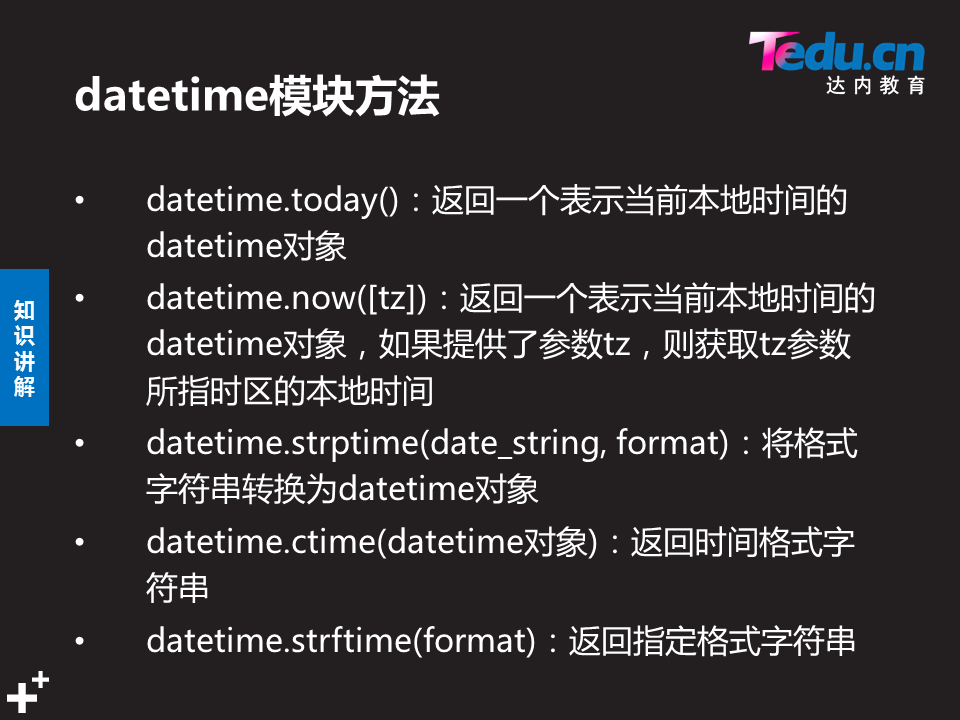 Tedu.cn
达内教育
datetime模块方法
• datetime.today()：返回一个表示当前本地时间的
datetime对象
• datetime.now([tz])：返回一个表示当前本地时间的
datetime对象，如果提供了参数tz，则获取tz参数
所指时区的本地时间
• datetime.strptime(date_string, format)：将格式
字符串转换为datetime对象
• datetime.ctime(datetime对象)：返回时间格式字
符串
• datetime.strftime(format)：返回指定格式字符串
知
识
讲
解